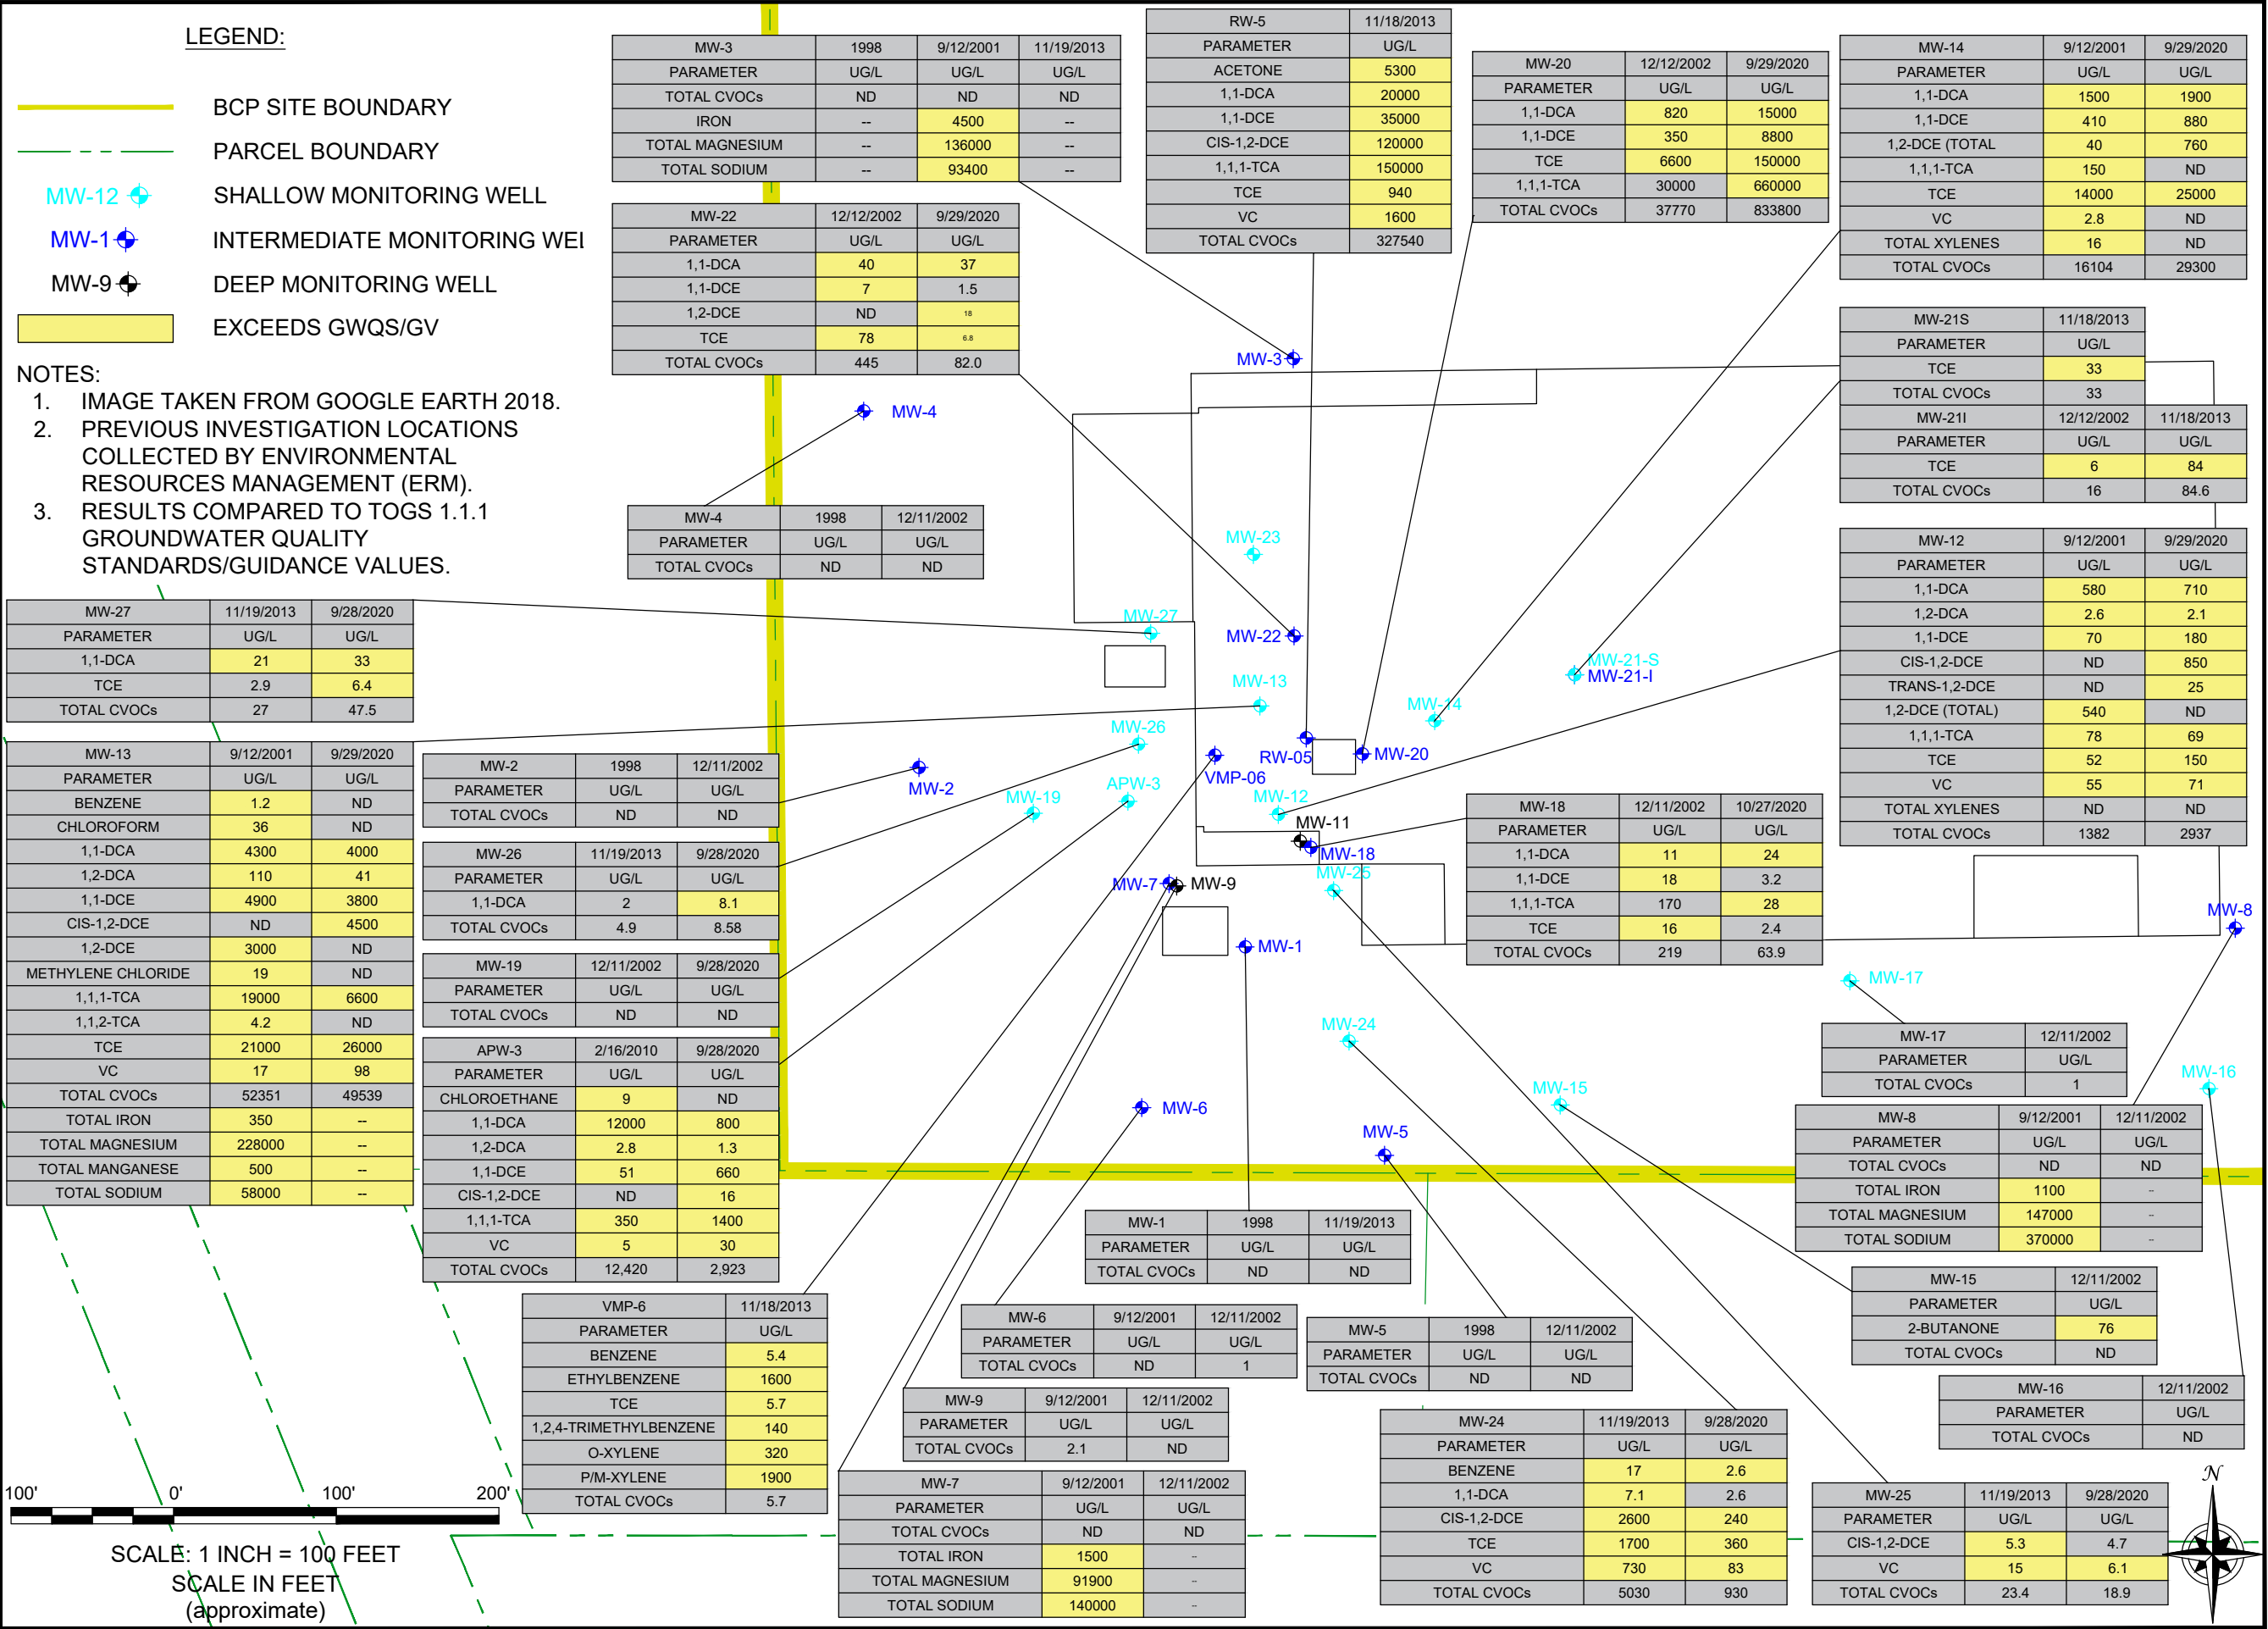 LEGEND:
BCP SITE BOUNDARY
PARCEL BOUNDARY
MW-12 SHALLOW MONITORING WELL
MW-1 INTERMEDIATE MONITORING WEL
MW-9 DEEP MONITORING WELL
EXCEEDS GWQS/GV
NOTES:
1. IMAGE TAKEN FROM GOOGLE EARTH 2018.
2. PREVIOUS INVESTIGATION LOCATIONS
COLLECTED BY ENVIRONMENTAL
RESOURCES MANAGEMENT (ERM).
3. RESULTS COMPARED TO TOGS 1.1.1
GROUNDWATER QUALITY
STANDARDS/GUIDANCE VALUES.
MW-3 1998 9/12/2001 11/19/2013
PARAMETER UG/L UG/L UG/L
TOTAL CVOCs ND ND ND
IRON -- 4500 --
TOTAL MAGNESIUM -- 136000 --
TOTAL SODIUM -- 93400 --
MW-22 12/12/2002 9/29/2020
PARAMETER UG/L UG/L
1,1-DCA 40 37
1,1-DCE 7 1.5
1,2-DCE ND 18
TCE 78 6.8
TOTAL CVOCs 445 82.0
RW-5 11/18/2013
PARAMETER UG/L
ACETONE 5300
1,1-DCA 20000
1,1-DCE 35000
CIS-1,2-DCE 120000
1,1,1-TCA 150000
TCE 940
VC 1600
TOTAL CVOCs 327540
MW-20 12/12/2002 9/29/2020
PARAMETER UG/L UG/L
1,1-DCA 820 15000
1,1-DCE 350 8800
TCE 6600 150000
1,1,1-TCA 30000 660000
TOTAL CVOCs 37770 833800
MW-14 9/12/2001 9/29/2020
PARAMETER UG/L UG/L
1,1-DCA 1500 1900
1,1-DCE 410 880
1,2-DCE (TOTAL 40 760
1,1,1-TCA 150 ND
TCE 14000 25000
VC 2.8 ND
TOTAL XYLENES 16 ND
TOTAL CVOCs 16104 29300
MW-21S 11/18/2013
PARAMETER UG/L
TCE 33
TOTAL CVOCs 33
MW-21I 12/12/2002 11/18/2013
PARAMETER UG/L UG/L
TCE 6 84
TOTAL CVOCs 16 84.6
MW-4 1998 12/11/2002
PARAMETER UG/L UG/L
TOTAL CVOCs ND ND
MW-12 9/12/2001 9/29/2020
PARAMETER UG/L UG/L
1,1-DCA 580 710
1,2-DCA 2.6 2.1
1,1-DCE 70 180
CIS-1,2-DCE ND 850
TRANS-1,2-DCE ND 25
1,2-DCE (TOTAL) 540 ND
1,1,1-TCA 78 69
TCE 52 150
VC 55 71
TOTAL XYLENES ND ND
TOTAL CVOCs 1382 2937
MW-27 11/19/2013 9/28/2020
PARAMETER UG/L UG/L
1,1-DCA 21 33
TCE 2.9 6.4
TOTAL CVOCs 27 47.5
MW-13 9/12/2001 9/29/2020
PARAMETER UG/L UG/L
BENZENE 1.2 ND
CHLOROFORM 36 ND
1,1-DCA 4300 4000
1,2-DCA 110 41
1,1-DCE 4900 3800
CIS-1,2-DCE ND 4500
1,2-DCE 3000 ND
METHYLENE CHLORIDE 19 ND
1,1,1-TCA 19000 6600
1,1,2-TCA 4.2 ND
TCE 21000 26000
VC 17 98
TOTAL CVOCs 52351 49539
TOTAL IRON 350 --
TOTAL MAGNESIUM 228000 --
TOTAL MANGANESE 500 --
TOTAL SODIUM 58000 --
MW-2 1998 12/11/2002
PARAMETER UG/L UG/L
TOTAL CVOCs ND ND
MW-26 11/19/2013 9/28/2020
PARAMETER UG/L UG/L
1,1-DCA 2 8.1
TOTAL CVOCs 4.9 8.58
MW-19 12/11/2002 9/28/2020
PARAMETER UG/L UG/L
TOTAL CVOCs ND ND
APW-3 2/16/2010 9/28/2020
PARAMETER UG/L UG/L
CHLOROETHANE 9 ND
1,1-DCA 12000 800
1,2-DCA 2.8 1.3
1,1-DCE 51 660
CIS-1,2-DCE ND 16
1,1,1-TCA 350 1400
VC 5 30
TOTAL CVOCs 12,420 2,923
VMP-6 11/18/2013
PARAMETER UG/L
BENZENE 5.4
ETHYLBENZENE 1600
TCE 5.7
1,2,4-TRIMETHYLBENZENE 140
O-XYLENE 320
P/M-XYLENE 1900
TOTAL CVOCs 5.7
MW-18 12/11/2002 10/27/2020
PARAMETER UG/L UG/L
1,1-DCA 11 24
1,1-DCE 18 3.2
1,1,1-TCA 170 28
TCE 16 2.4
TOTAL CVOCs 219 63.9
MW-17 12/11/2002
PARAMETER UG/L
TOTAL CVOCs 1
MW-8 9/12/2001 12/11/2002
PARAMETER UG/L UG/L
TOTAL CVOCs ND ND
TOTAL IRON 1100 --
TOTAL MAGNESIUM 147000 --
TOTAL SODIUM 370000 --
MW-15 12/11/2002
PARAMETER UG/L
2-BUTANONE 76
TOTAL CVOCs ND
MW-16 12/11/2002
PARAMETER UG/L
TOTAL CVOCs ND
MW-1 1998 11/19/2013
PARAMETER UG/L UG/L
TOTAL CVOCs ND ND
MW-6 9/12/2001 12/11/2002
PARAMETER UG/L UG/L
TOTAL CVOCs ND 1
MW-5 1998 12/11/2002
PARAMETER UG/L UG/L
TOTAL CVOCs ND ND
MW-9 9/12/2001 12/11/2002
PARAMETER UG/L UG/L
TOTAL CVOCs 2.1 ND
MW-7 9/12/2001 12/11/2002
PARAMETER UG/L UG/L
TOTAL CVOCs ND ND
TOTAL IRON 1500 --
TOTAL MAGNESIUM 91900 --
TOTAL SODIUM 140000 --
MW-24 11/19/2013 9/28/2020
PARAMETER UG/L UG/L
BENZENE 17 2.6
1,1-DCA 7.1 2.6
CIS-1,2-DCE 2600 240
TCE 1700 360
VC 730 83
TOTAL CVOCs 5030 930
MW-25 11/19/2013 9/28/2020
PARAMETER UG/L UG/L
CIS-1,2-DCE 5.3 4.7
VC 15 6.1
TOTAL CVOCs 23.4 18.9
MW-3
MW-4
MW-23
MW-27
MW-22
MW-21-S
MW-21-I
MW-13
MW-14
MW-26
RW-05
MW-20
VMP-06
MW-2
APW-3
MW-19
MW-12
MW-11
MW-18
MW-25
MW-7
MW-9
MW-8
MW-1
MW-17
MW-24
MW-16
MW-15
MW-6
MW-5
100' 0' 100' 200'
SCALE: 1 INCH = 100 FEET
SCALE IN FEET
(approximate)
N